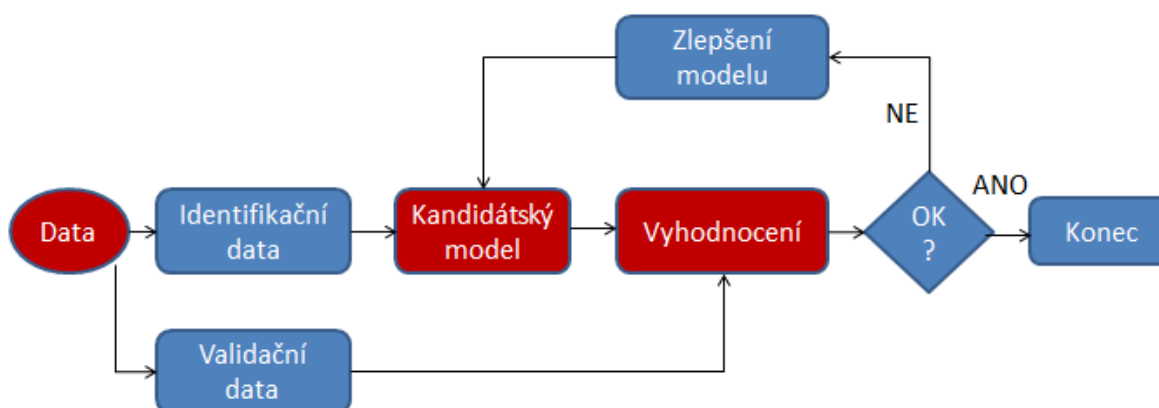 Zlepšení
modelu
NE
ANO
Data
Identifikační
data
Kandidátský
model
Vyhodnocení
OK
?
Konec
Validační
data